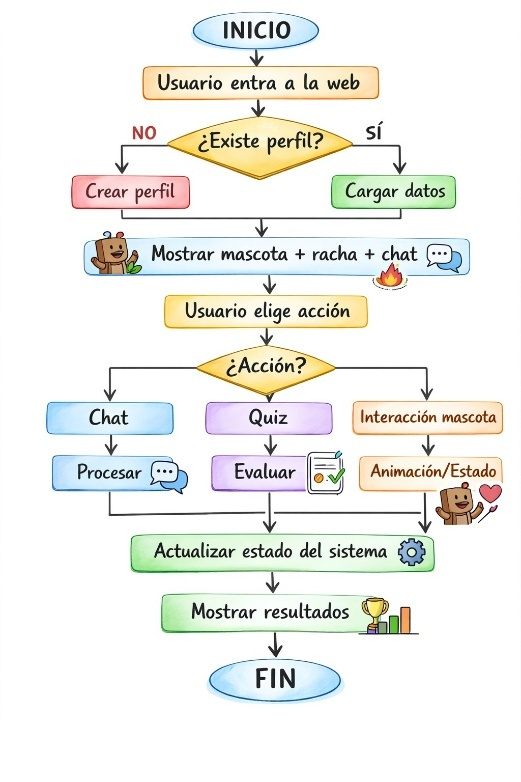 INICIO
Usuario entra a la web
¿Existe perfil?
NO
SÍ
Crear perfil
Cargar datos
Mostrar mascota + racha + chat
Usuario elige acción
¿Acción?
Chat
Quiz
Interacción mascota
Procesar
Evaluar
Animación/Estado
Actualizar estado del sistema
Mostrar resultados
FIN